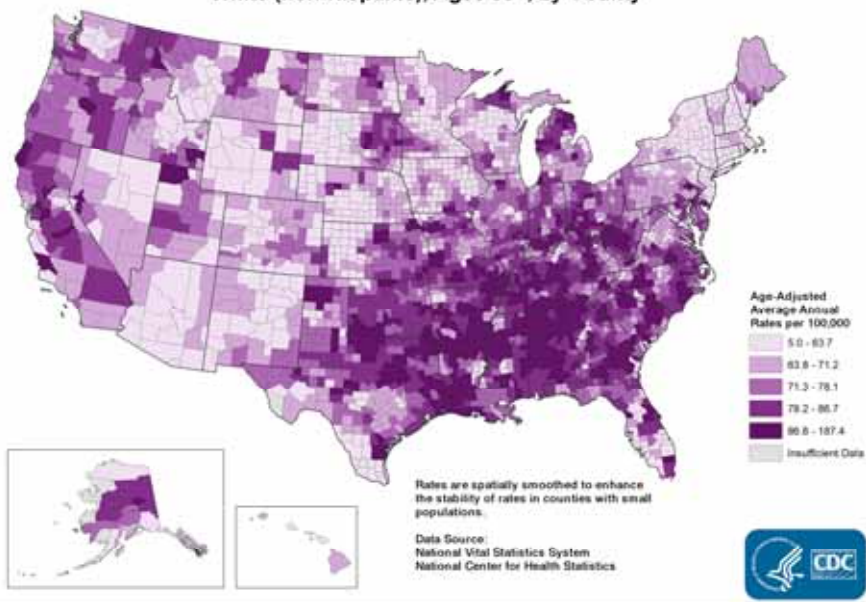 Age-Adjusted
Average Annual
Rates per 100,000
5.0 - 63.7
63.8 - 71.2
71.3 - 78.1
78.2 - 86.7
86.8 - 187.4
Insufficient Data
Rates are spatially smoothed to enhance
the stability of rates in counties with small
populations.
Data Source:
National Vital Statistics System
National Center for Health Statistics
CDC